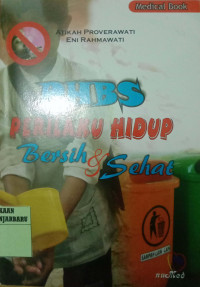 Medical Book
Atikah Proverawati
Eni Rahmawati
PHBS
PERILAKU HIDUP
Bersih & Sehat